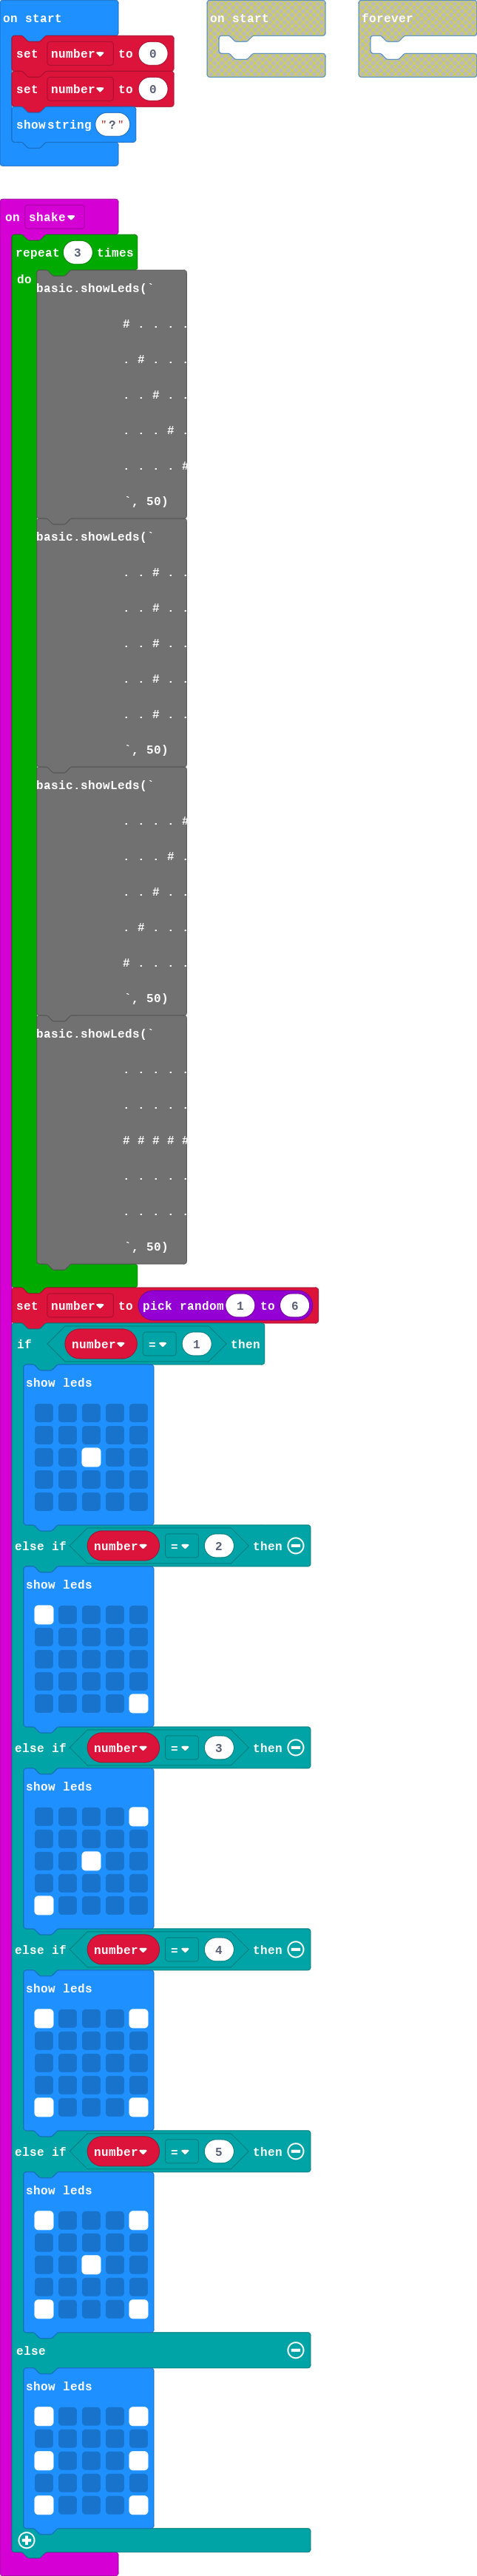 on start
set number to 0
set number to 0
show string "?"
on start
forever
on shake
repeat 3 times
do
basic.showLeds(`
# . . . .
. # . . .
. . # . .
. . . # .
. . . . #
`, 50)
basic.showLeds(`
. . # . .
. . # . .
. . # . .
. . # . .
. . # . .
`, 50)
basic.showLeds(`
. . . . #
. . . # .
. . # . .
. # . . .
# . . . .
`, 50)
basic.showLeds(`
. . . . .
. . . . .
# # # # #
. . . . .
. . . . .
`, 50)
set number to pick random 1 to 6
if number = 1 then
show leds
else if number = 2 then
show leds
else if number = 3 then
show leds
else if number = 4 then
show leds
else if number = 5 then
show leds
else
show leds